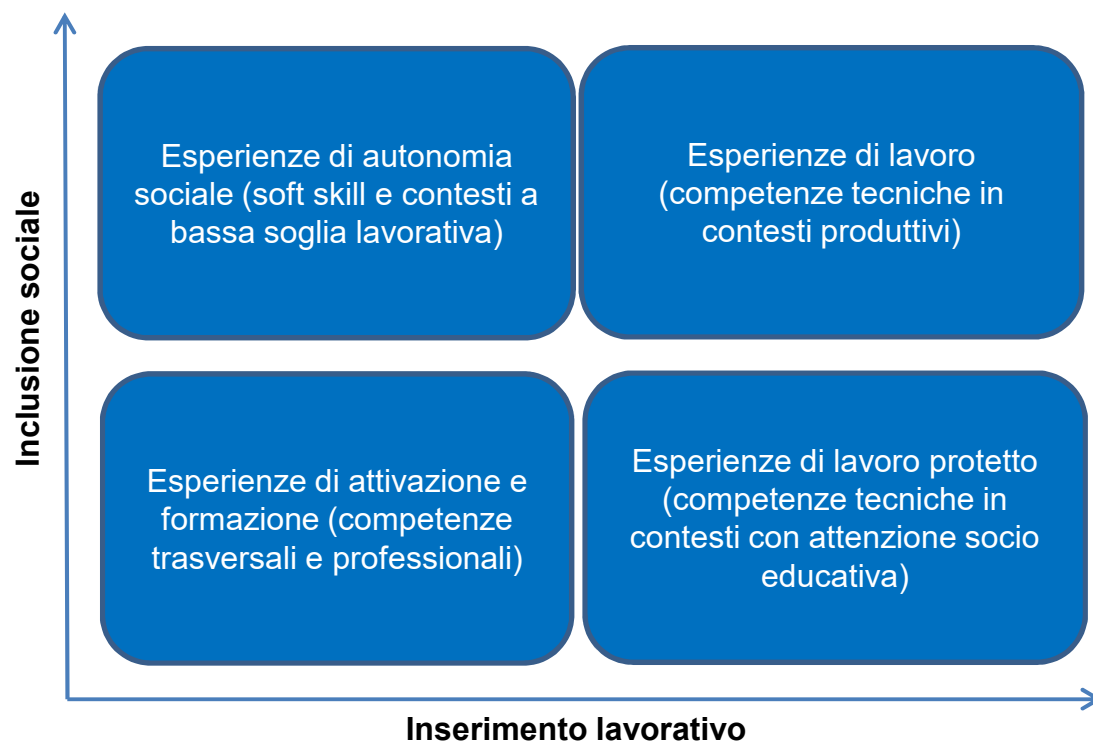 Inclusione sociale
Esperienze di autonomia
sociale (soft skill e contesti a
bassa soglia lavorativa)
Esperienze di lavoro
(competenze tecniche in
contesti produttivi)
Esperienze di attivazione e
formazione (competenze
trasversali e professionali)
Esperienze di lavoro protetto
(competenze tecniche in
contesti con attenzione socio
educativa)
Inserimento lavorativo